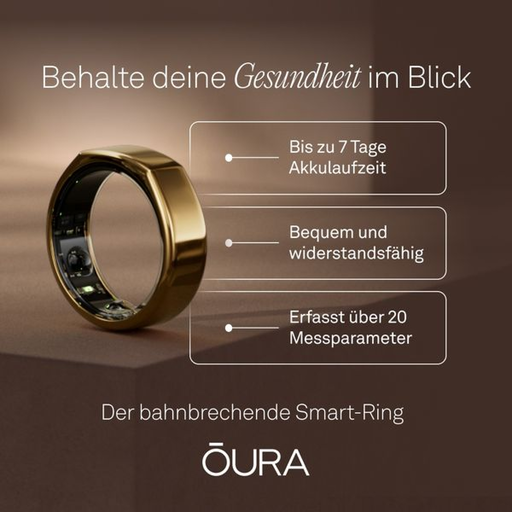 Behalte deine Gesundheit im Blick
Bis zu 7 Tage
Akkulaufzeit
Bequem und
widerstandsfähig
Erfasst über 20
Messparameter
Der bahnbrechende Smart-Ring
ŌURA